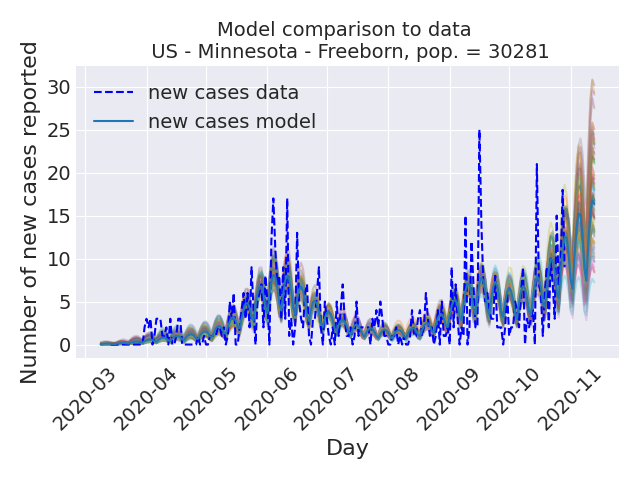 Model comparison to data
US - Minnesota - Freeborn, pop. = 30281
Number of new cases reported
30
25
20
15
10
5
0
new cases data
new cases model
2020-03
2020-04
2020-05
2020-06
2020-07
2020-08
2020-09
2020-10
2020-11
Day